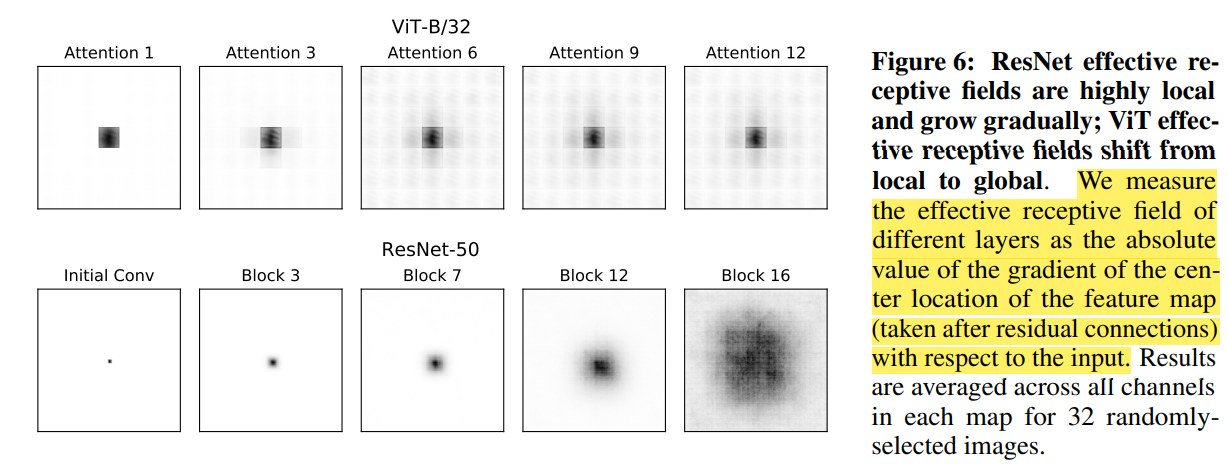 ViT-B/32
Attention 1 Attention 3 Attention 6 Attention 9 Attention 12
ResNet-50
Initial Conv Block 3 Block 7 Block 12 Block 16
Figure 6: ResNet effective re-
ceptive fields are highly local
and grow gradually; ViT effec-
tive receptive fields shift from
local to global. We measure
the effective receptive field of
different layers as the absolute
value of the gradient of the cen-
ter location of the feature map
(taken after residual connections)
with respect to the input. Results
are averaged across all channels
in each map for 32 randomly-
selected images.